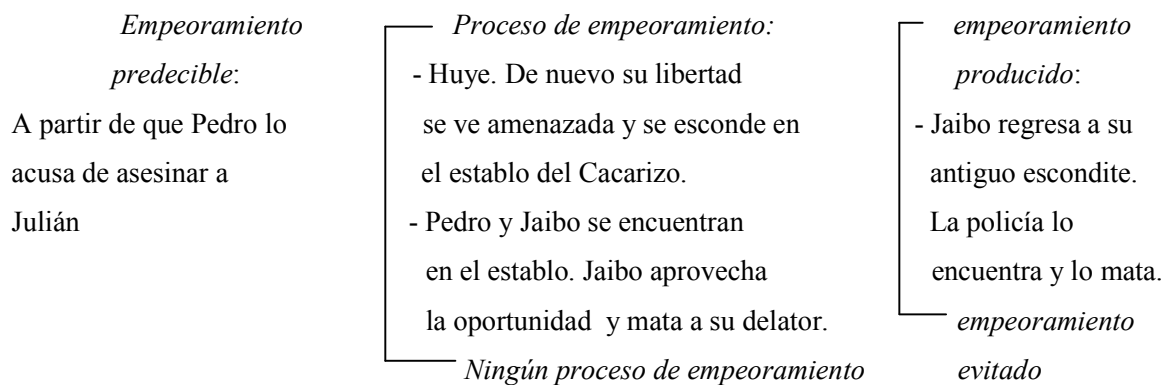 Empeoramiento
predecible:
A partir de que Pedro lo
acusa de asesinar a
Julián
Proceso de empeoramiento:
- Huye. De nuevo su libertad
se ve amenazada y se esconde en
el establo del Cacarizo.
- Pedro y Jaibo se encuentran
en el establo. Jaibo aprovecha
la oportunidad y mata a su delator.
Ningún proceso de empeoramiento
empeoramiento
producido:
- Jaibo regresa a su
antiguo escondite.
La policía lo
encuentra y lo mata.
empeoramiento
evitado